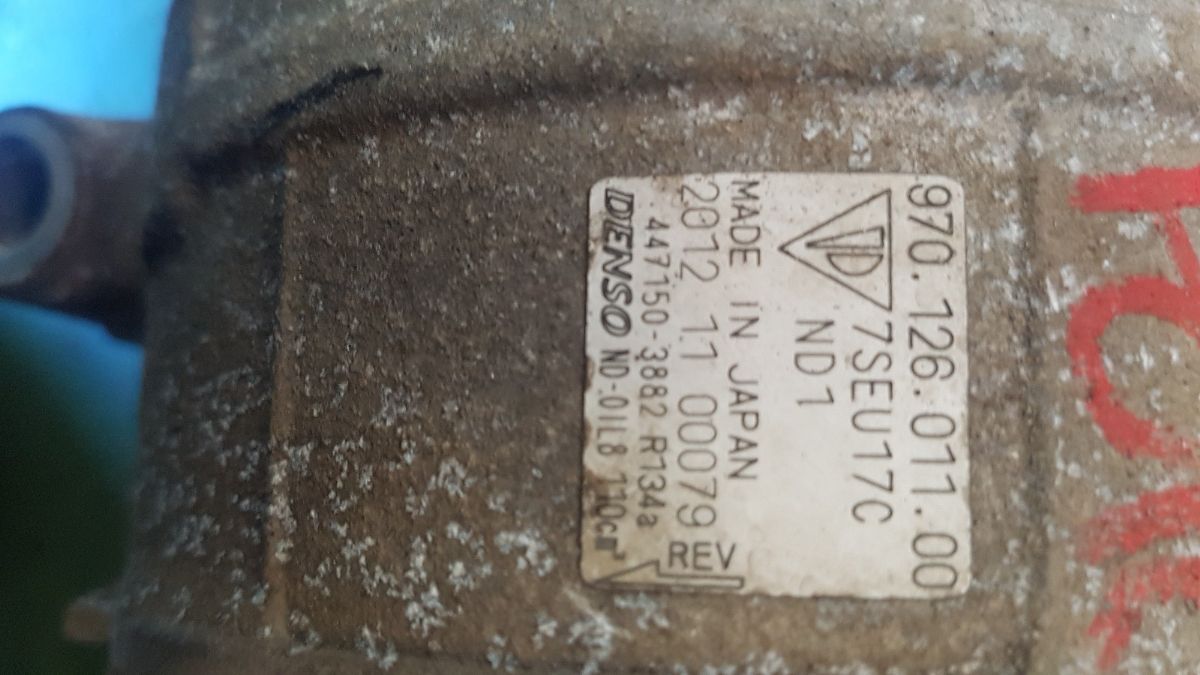 970.126.011.00
7SEU17C
ND1
MADE IN JAPAN
2012 11 00079
REV
447150-3882 R134a
DENSO ND-OIL8 110cm³